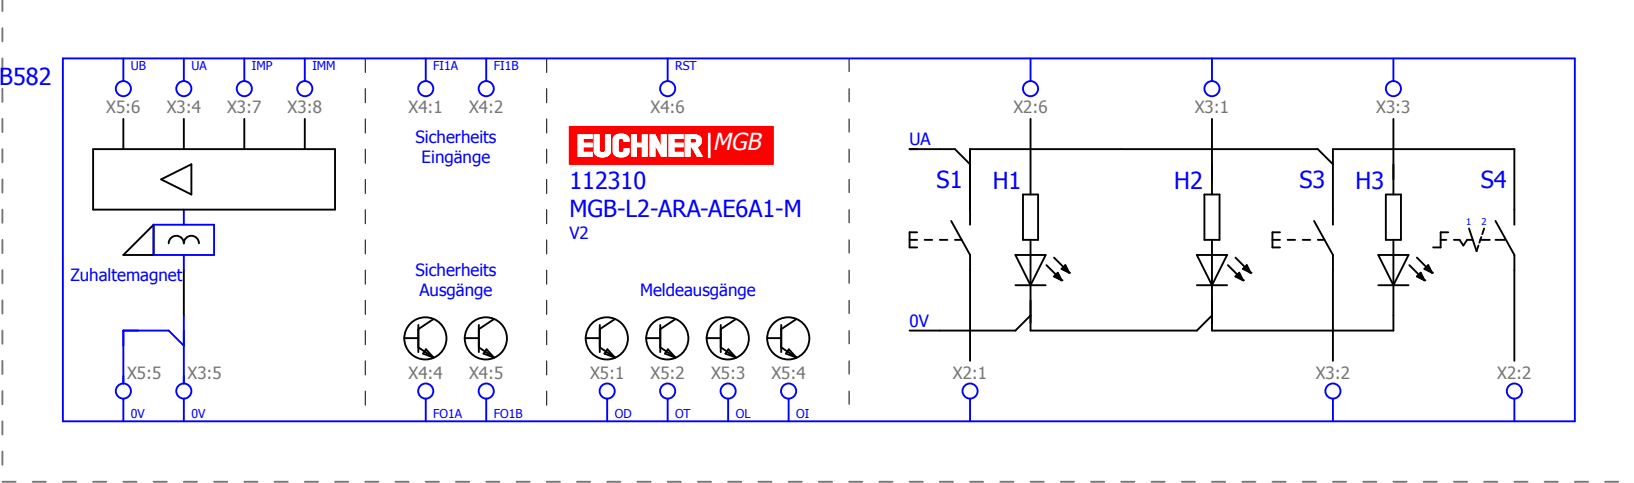 B582
UB UA IMP IMM FI1A FI1B RST
X5:6 X3:4 X3:7 X3:8 X4:1 X4:2 X4:6 X2:6 X3:1 X3:3
Sicherheits
Eingänge
EUCHNER|MGB
112310
MGB-L2-ARA-AE6A1-M
V2
UA
S1 H1 H2 S3 H3 S4
1 2
Zuhaltemagnet
Sicherheits
Ausgänge
Meldeausgänge
0V
X5:5 X3:5 X4:4 X4:5 X5:1 X5:2 X5:3 X5:4 X2:1 X3:2 X2:2
0V 0V FO1A FO1B OD OT OL OI